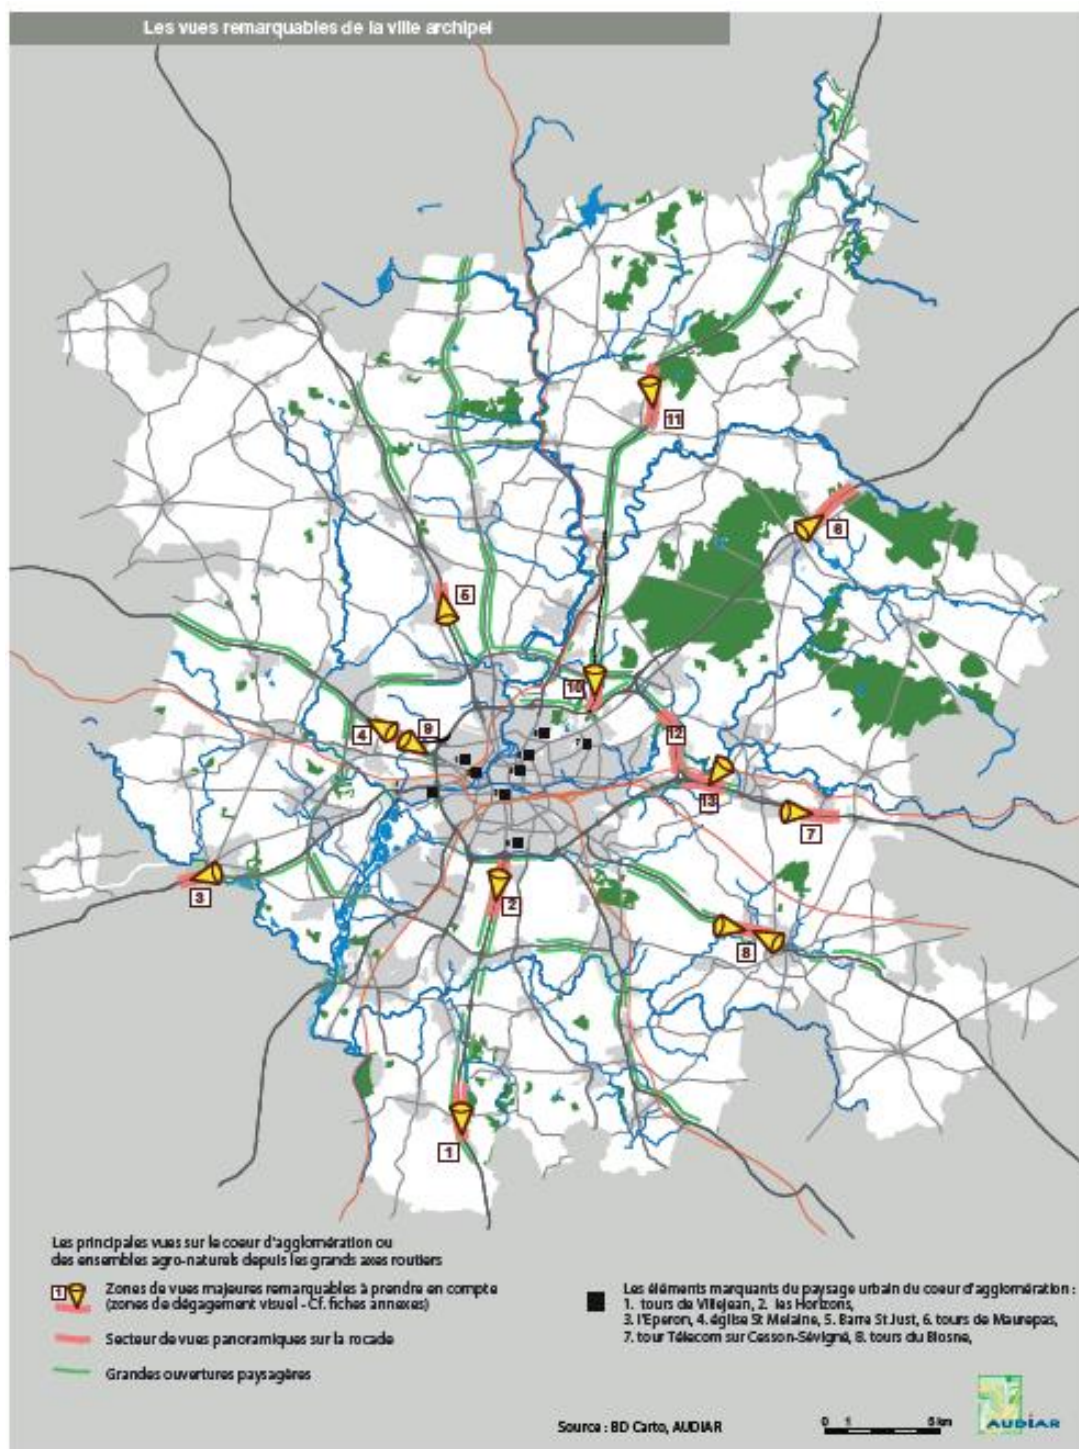 Les vues remarquables de la ville archipel
11
6
5
10
4
9
12
13
7
3
2
8
1
Les principales vues sur le coeur d'agglomération ou
des ensembles agro-naturels depuis les grands axes routiers
1
Zones de vues majeures remarquables à prendre en compte
(zones de dégagement visuel - Cf. fiches annexes)
Secteur de vues panoramiques sur la rocade
Grandes ouvertures paysagères
Les éléments marquants du paysage urbain du coeur d'agglomération :
1. tours de Villejean, 2. les Horizons,
3. l'Eperon, 4. église St Melaine, 5. Barre St Just, 6. tours de Maurepas,
7. tour Télecom sur Cesson-Sévigné, 8. tours du Blosne,
Source : BD Carto, AUDIAR
0 1 5 km
AUDIAR